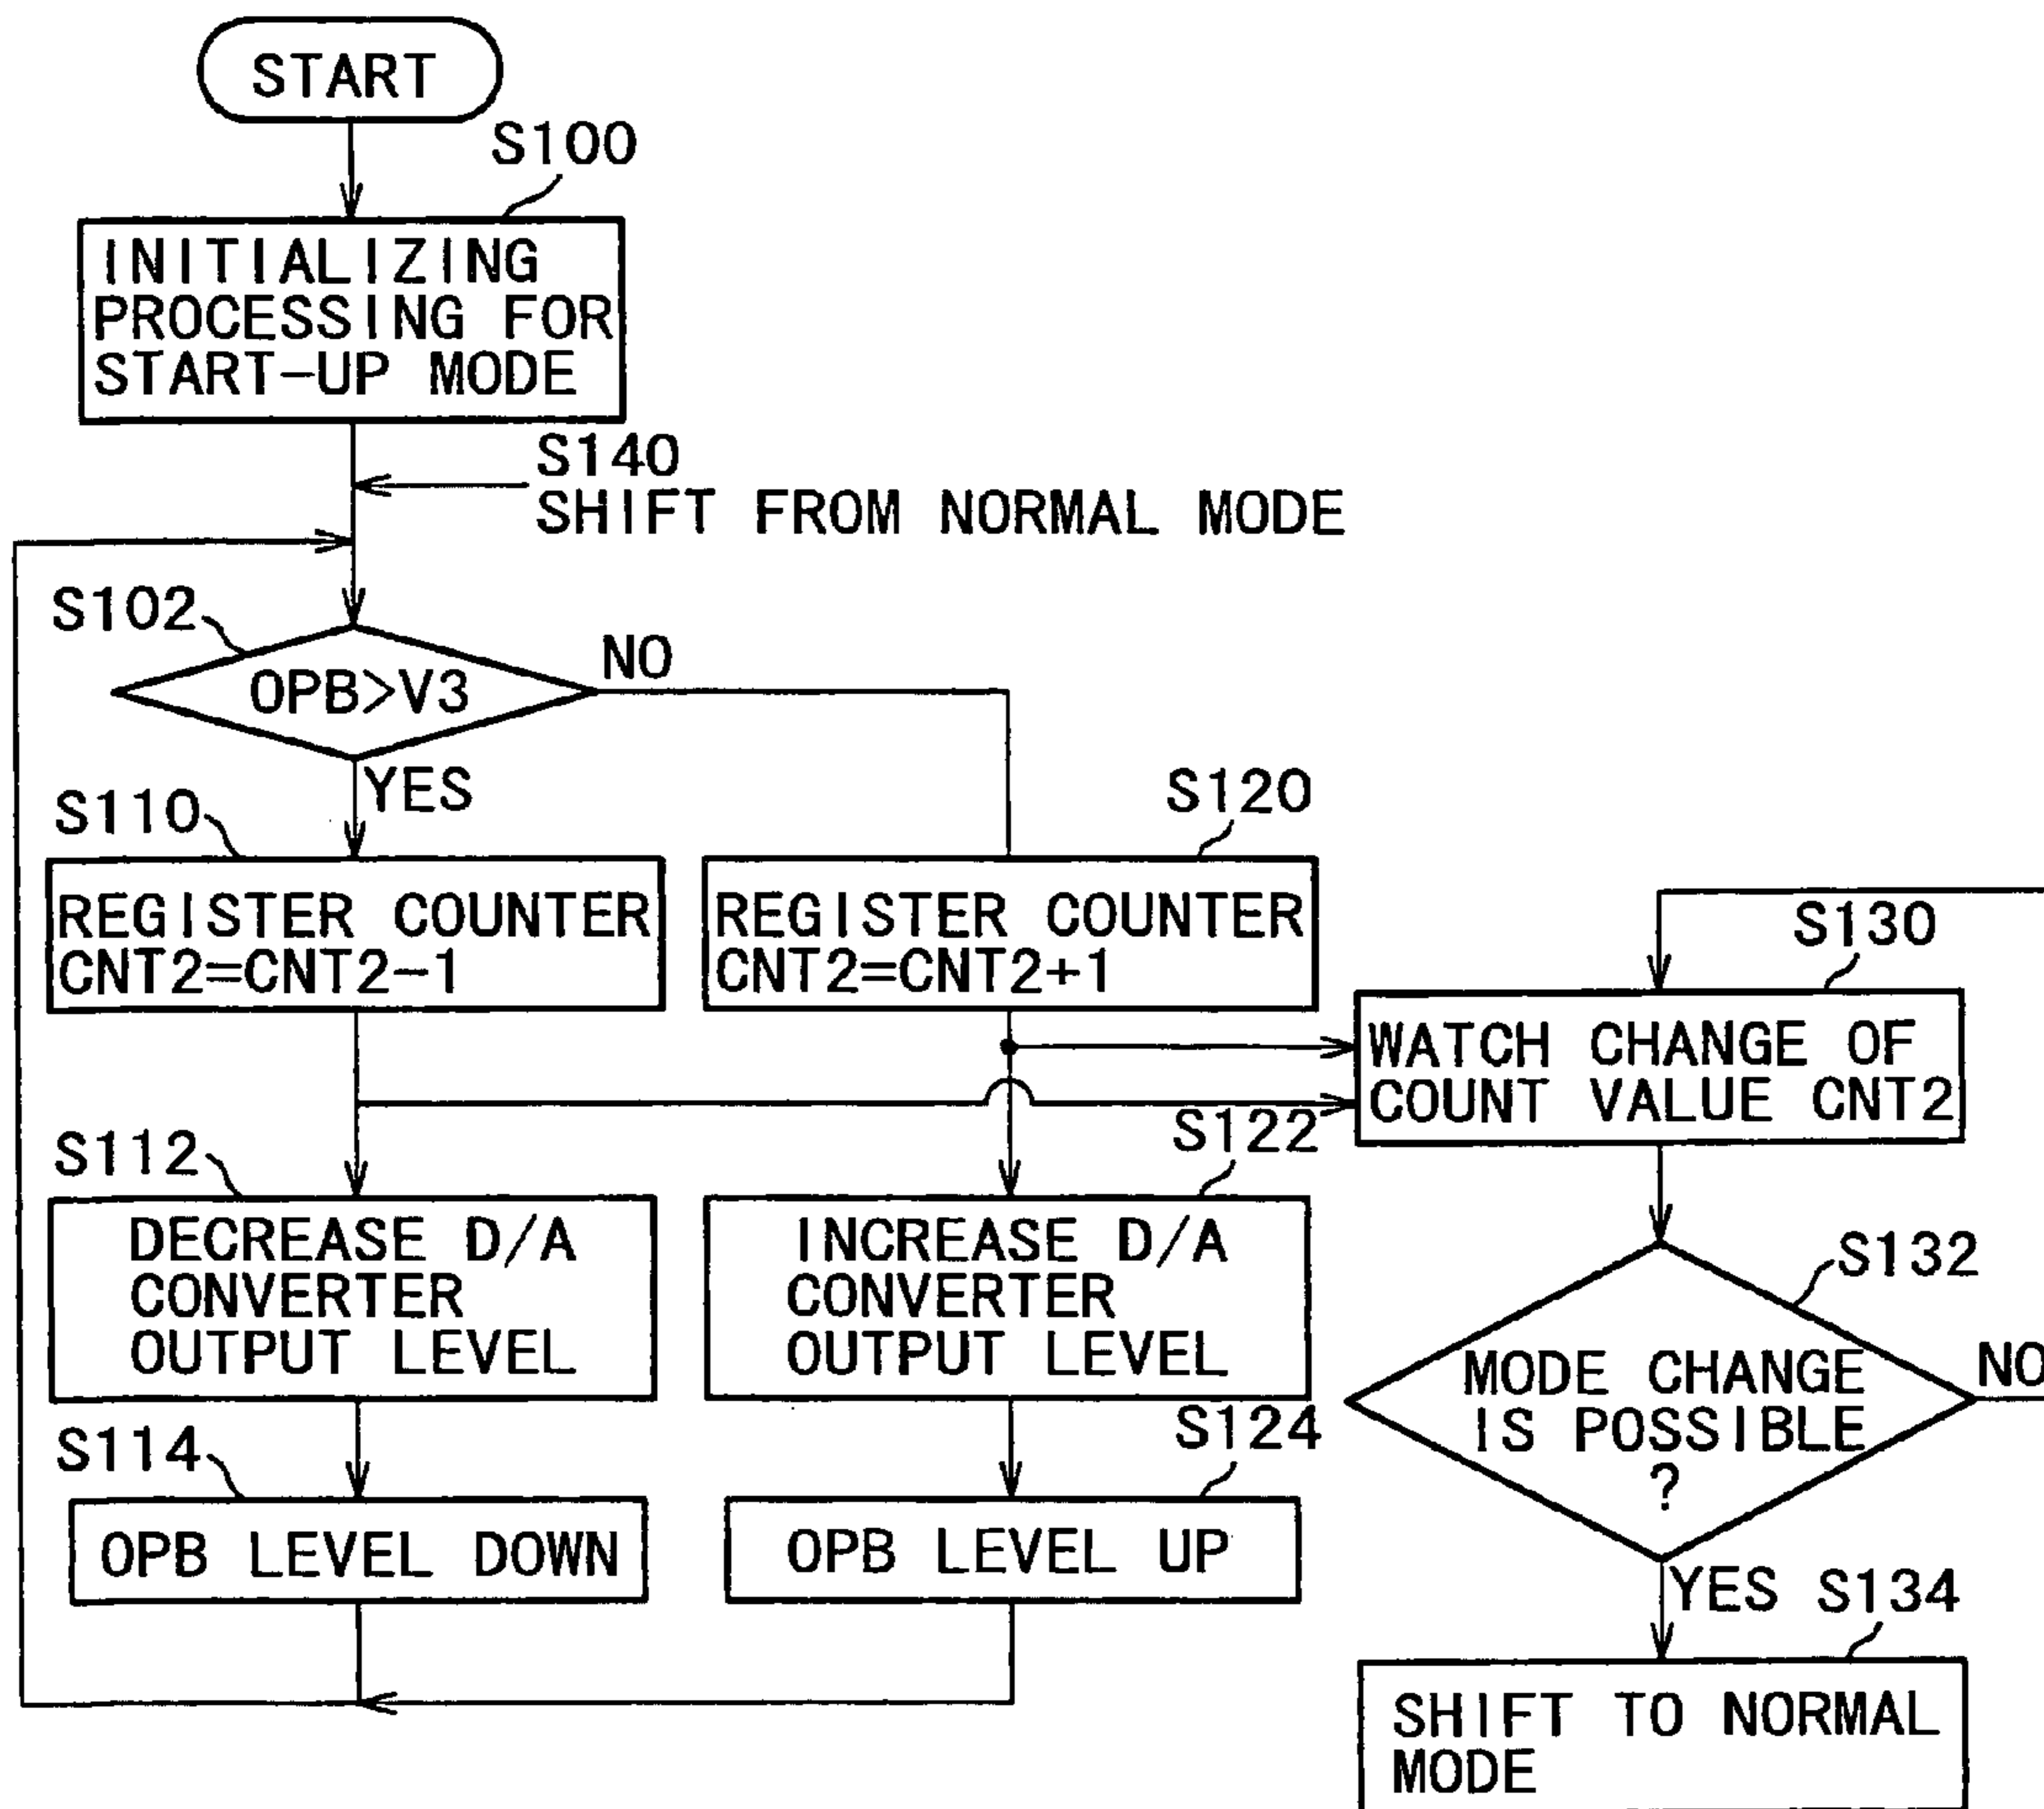 START
S100
INITIALIZING
PROCESSING FOR
START-UP MODE
S140
SHIFT FROM NORMAL MODE
S102
OPB>V3
NO
YES
S110
REGISTER COUNTER
CNT2=CNT2-1
S120
REGISTER COUNTER
CNT2=CNT2+1
S130
WATCH CHANGE OF
COUNT VALUE CNT2
S112
DECREASE D/A
CONVERTER
OUTPUT LEVEL
S122
INCREASE D/A
CONVERTER
OUTPUT LEVEL
S132
MODE CHANGE
IS POSSIBLE
?
NO
S114
OPB LEVEL DOWN
S124
OPB LEVEL UP
YES
S134
SHIFT TO NORMAL
MODE